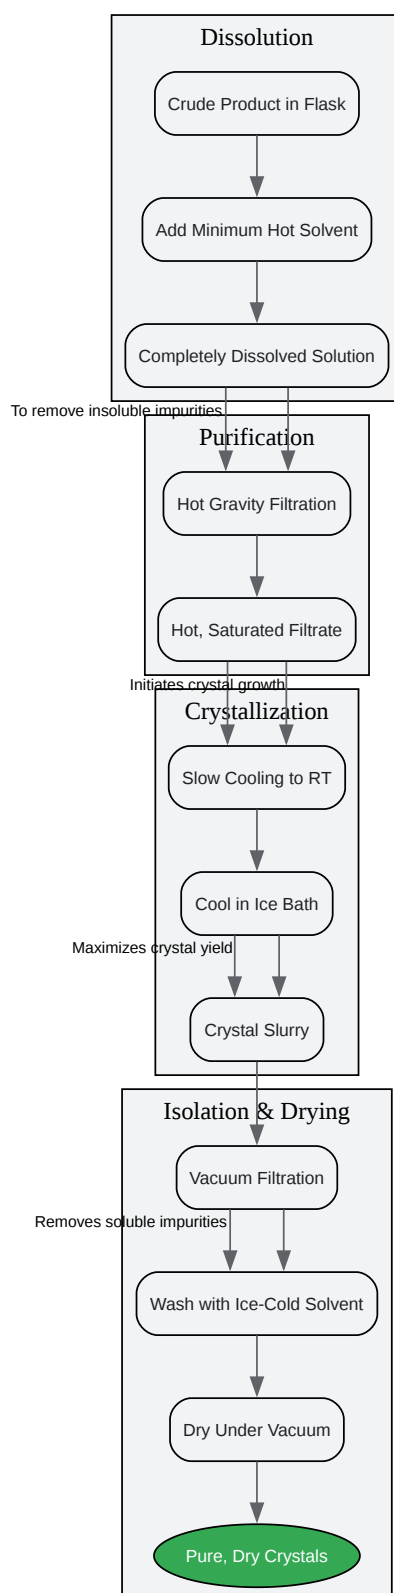 Dissolution
Crude Product in Flask
Add Minimum Hot Solvent
Completely Dissolved Solution
To remove insoluble impurities
Purification
Hot Gravity Filtration
Hot, Saturated Filtrate
Initiates crystal growth
Crystallization
Slow Cooling to RT
Cool in Ice Bath
Maximizes crystal yield
Crystal Slurry
Isolation & Drying
Vacuum Filtration
Removes soluble impurities
Wash with Ice-Cold Solvent
Dry Under Vacuum
Pure, Dry Crystals